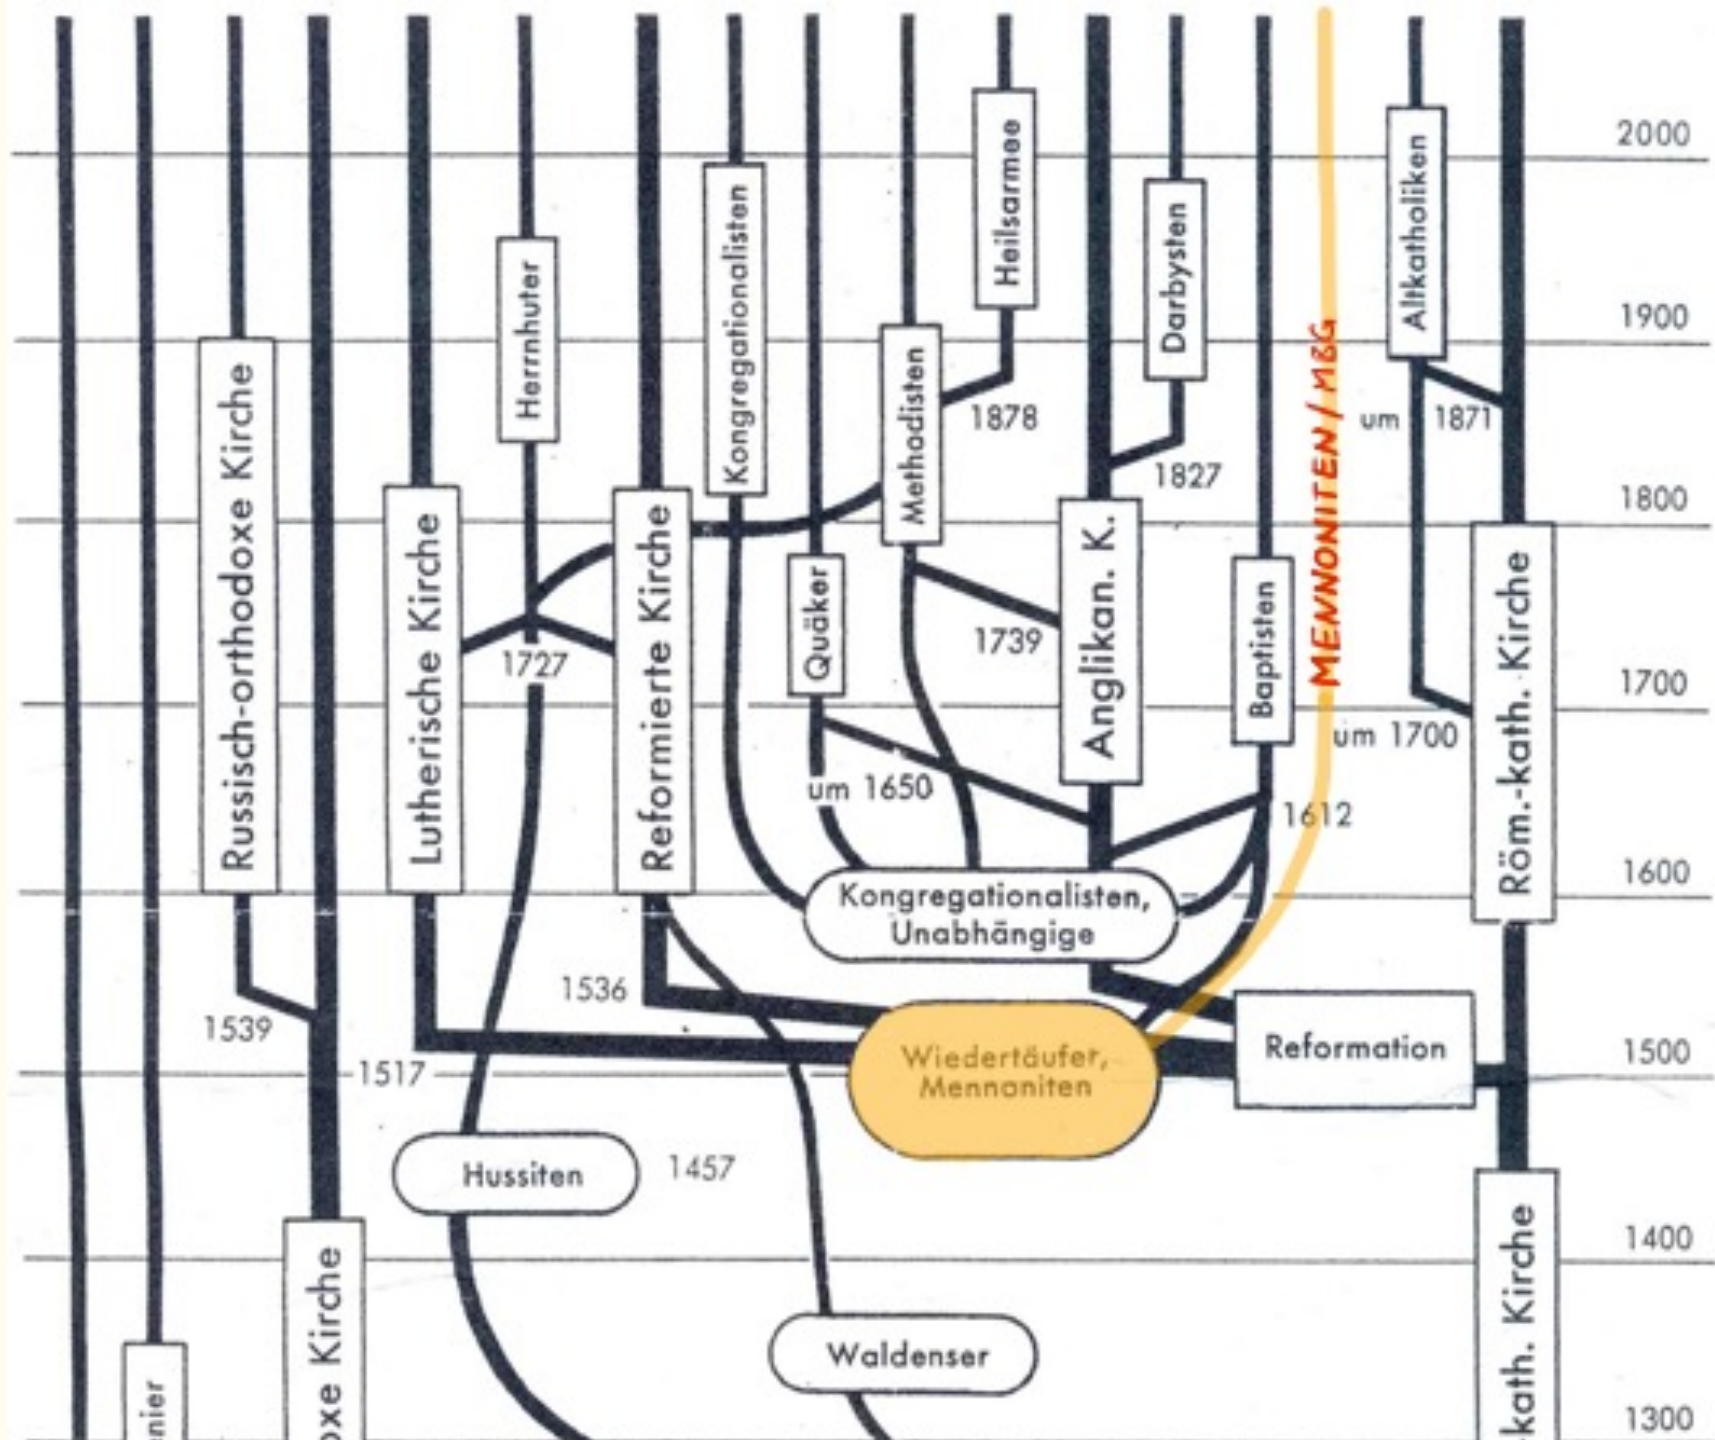 2000
Heilsarmee
Altkatholiken
Kongregationalisten
Darbysten
Herrnhuter
1900
MENNONITEN / MBG
Russisch-orthodoxe Kirche
Methodisten
1878
um 1871
1827
1800
Lutherische Kirche
Reformierte Kirche
Anglikan. K.
Röm.-kath. Kirche
Quäker
Baptisten
1739
1727
1700
um 1700
um 1650
1612
1600
Kongregationalisten,
Unabhängige
1536
1539
Reformation
Wiedertäufer,
Mennoniten
1500
1517
Hussiten
1457
1400
oxe Kirche
kath. Kirche
Waldenser
nier
1300